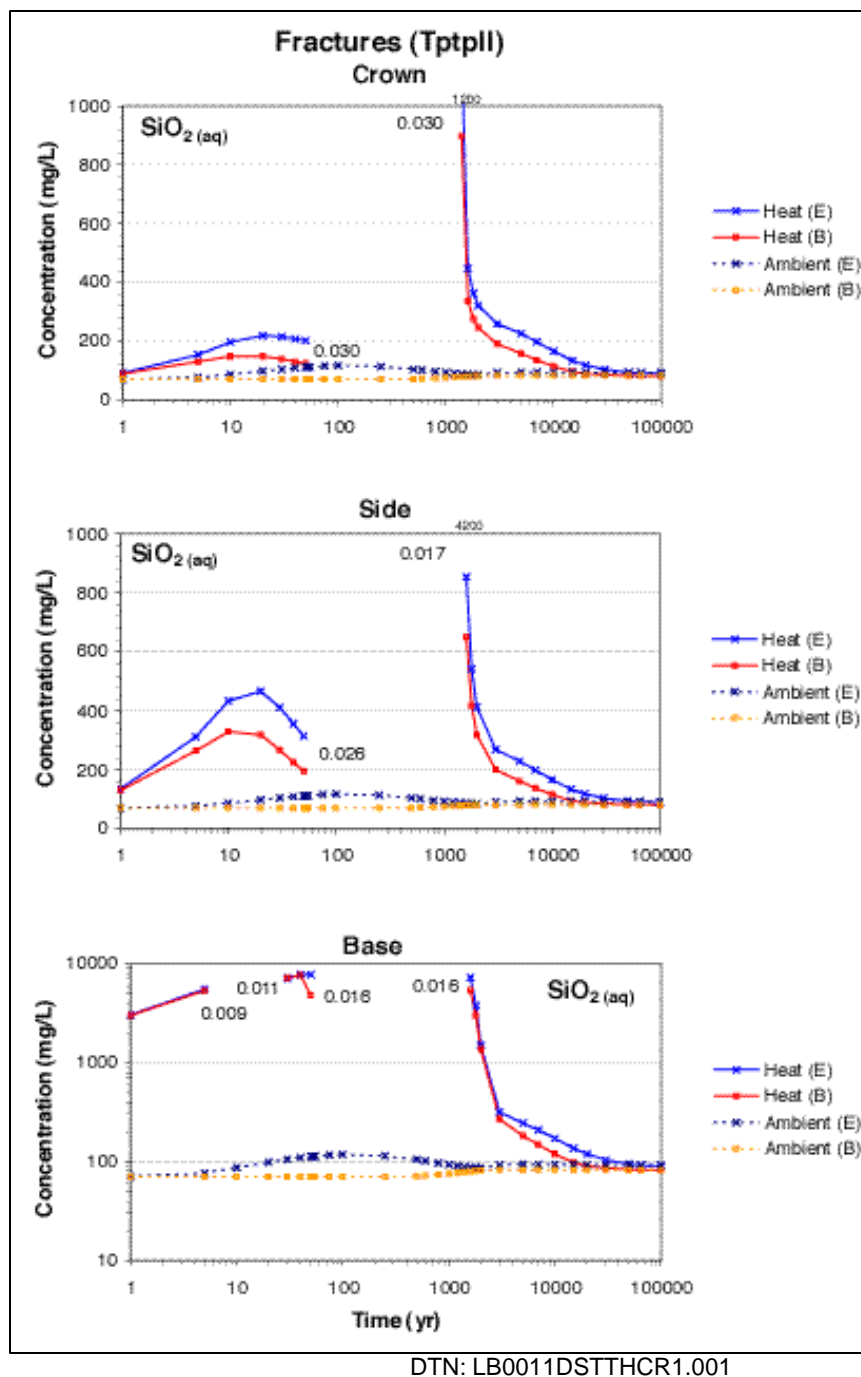 Fractures (Tptpll)
Crown
1200
1000
800
600
400
200
0
Concentration (mg/L)
SiO2 (aq)
0.030
0.030
1
10
100
1000
10000
100000
Heat (E)
Heat (B)
Ambient (E)
Ambient (B)
Side
4200
1000
800
600
400
200
0
Concentration (mg/L)
SiO2 (aq)
0.017
0.026
1
10
100
1000
10000
100000
Heat (E)
Heat (B)
Ambient (E)
Ambient (B)
Base
10000
1000
100
10
Concentration (mg/L)
0.009
0.011
0.016
0.016
SiO2 (aq)
1
10
100
1000
10000
100000
Time (yr)
Heat (E)
Heat (B)
Ambient (E)
Ambient (B)
DTN: LB0011DSTTHCR1.001